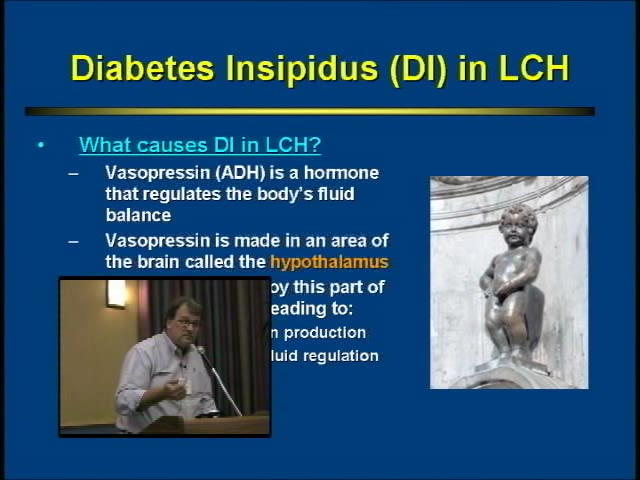 Diabetes Insipidus (DI) in LCH
• What causes DI in LCH?
– Vasopressin (ADH) is a hormone
that regulates the body's fluid
balance
– Vasopressin is made in an area of
the brain called the hypothalamus
by this part of
eading to:
n production
luid regulation